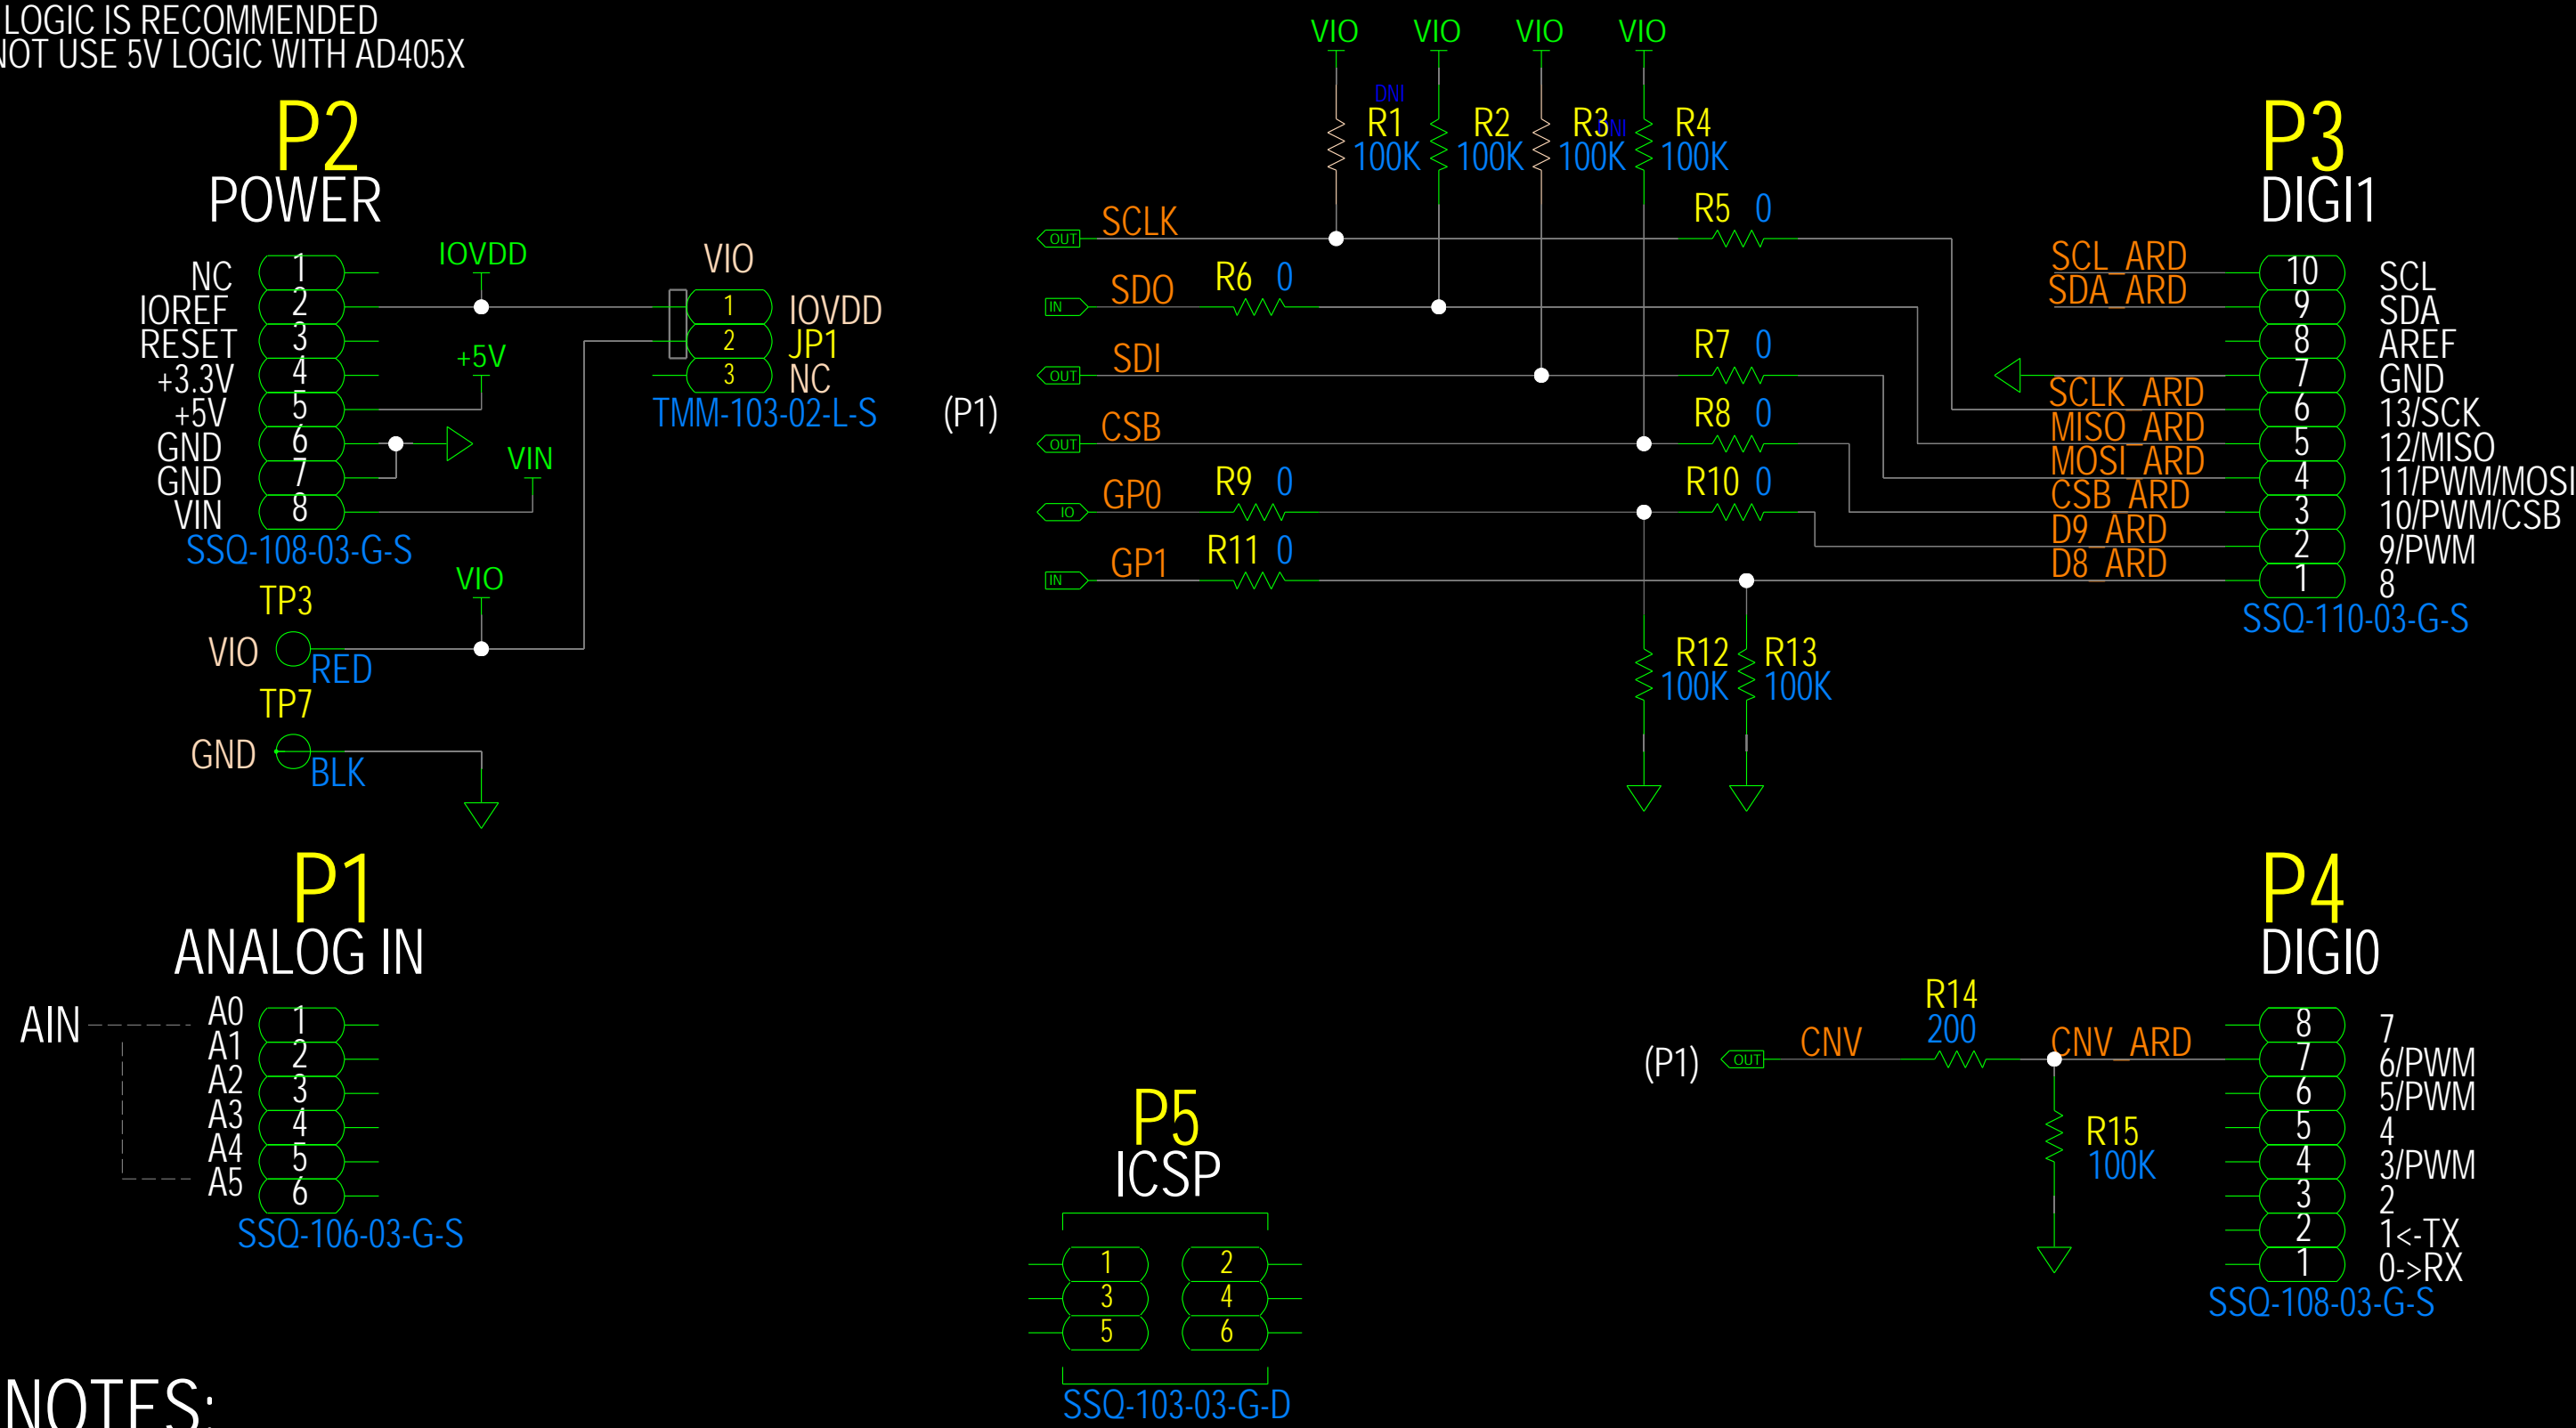 LOGIC IS RECOMMENDED
NOT USE 5V LOGIC WITH AD405X
P2
POWER
NC 1
IOREF 2
RESET 3
+3.3V 4
+5V 5
GND 6
GND 7
VIN 8
SSQ-108-03-G-S
IOVDD
+5V
VIN
VIO
1 IOVDD
2 JP1
3 NC
TMM-103-02-L-S
TP3
VIO
RED
VIO
TP7
GND
BLK
VIO VIO VIO VIO
DNI
R1 R2 R3 R4
100K 100K 100K 100K
(P1)
OUT SCLK R5 0
IN SDO R6 0
OUT SDI R7 0
OUT CSB R8 0
IO GP0 R9 0 R10 0
IN GP1 R11 0
R12 R13
100K 100K
P3
DIGI1
SCL_ARD 10 SCL
SDA_ARD 9 SDA
8 AREF
7 GND
SCLK_ARD 6 13/SCK
MISO_ARD 5 12/MISO
MOSI_ARD 4 11/PWM/MOSI
CSB_ARD 3 10/PWM/CSB
D9_ARD 2 9/PWM
D8_ARD 1 8
SSQ-110-03-G-S
P1
ANALOG IN
AIN
A0 1
A1 2
A2 3
A3 4
A4 5
A5 6
SSQ-106-03-G-S
P5
ICSP
1 2
3 4
5 6
SSQ-103-03-G-D
P4
DIGI0
(P1) OUT CNV
R14
200
CNV_ARD
R15
100K
8 7
7 6/PWM
6 5/PWM
5 4
4 3/PWM
3 2
2 1<-TX
1 0->RX
SSQ-108-03-G-S
NOTES: